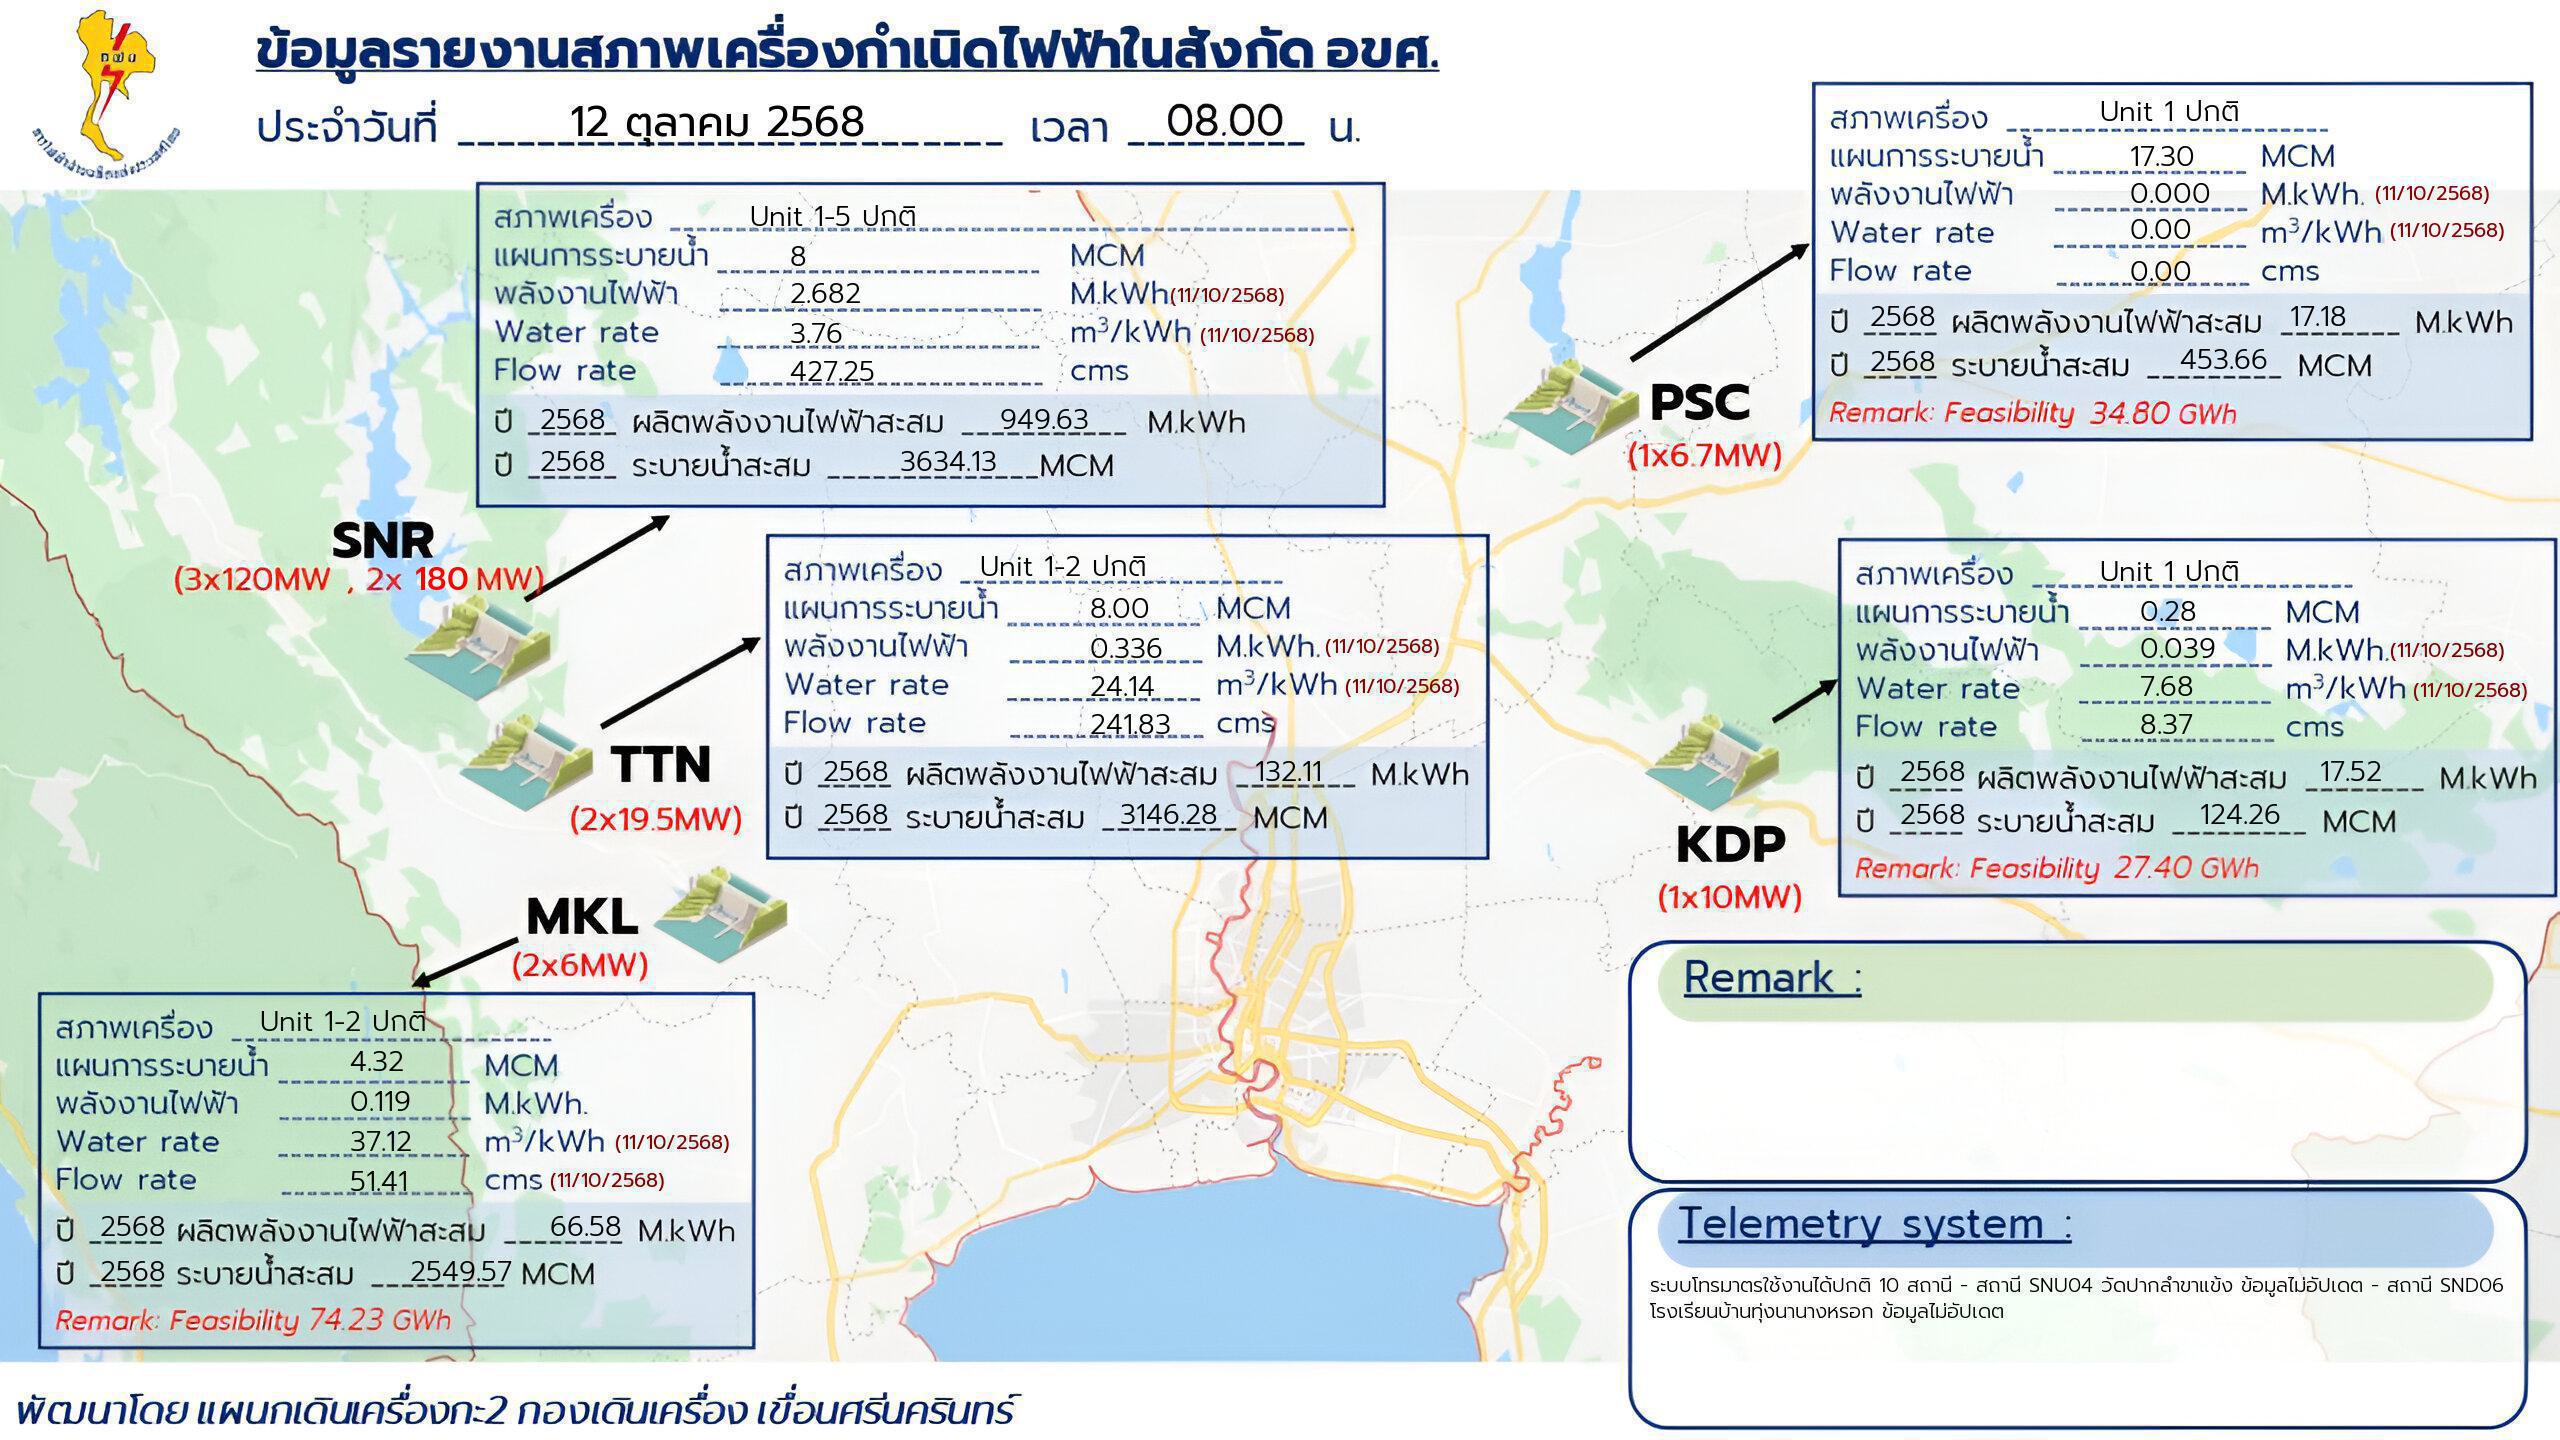 กฟผ
การไฟฟ้าฝ่ายผลิตแห่งประเทศไทย
ข้อมูลรายงานสภาพเครื่องกำเนิดไฟฟ้าในสังกัด อขศ.
ประจำวันที่ 12 ตุลาคม 2568 เวลา 08.00 น.
สภาพเครื่อง Unit 1-5 ปกติ
แผนการระบายน้ำ 8 MCM
พลังงานไฟฟ้า 2.682 M.kWh (11/10/2568)
Water rate 3.76 m³/kWh (11/10/2568)
Flow rate 427.25 cms
ปี 2568 ผลิตพลังงานไฟฟ้าสะสม 949.63 M.kWh
ปี 2568 ระบายน้ำสะสม 3634.13 MCM
SNR
(3x120MW , 2x 180 MW)
สภาพเครื่อง Unit 1-2 ปกติ
แผนการระบายน้ำ 8.00 MCM
พลังงานไฟฟ้า 0.336 M.kWh. (11/10/2568)
Water rate 24.14 m³/kWh (11/10/2568)
Flow rate 241.83 cms
ปี 2568 ผลิตพลังงานไฟฟ้าสะสม 132.11 M.kWh
ปี 2568 ระบายน้ำสะสม 3146.28 MCM
TTN
(2x19.5MW)
MKL
(2x6MW)
สภาพเครื่อง Unit 1-2 ปกติ
แผนการระบายน้ำ 4.32 MCM
พลังงานไฟฟ้า 0.119 M.kWh.
Water rate 37.12 m³/kWh (11/10/2568)
Flow rate 51.41 cms (11/10/2568)
ปี 2568 ผลิตพลังงานไฟฟ้าสะสม 66.58 M.kWh
ปี 2568 ระบายน้ำสะสม 2549.57 MCM
Remark: Feasibility 74.23 GWh
สภาพเครื่อง Unit 1 ปกติ
แผนการระบายน้ำ 17.30 MCM
พลังงานไฟฟ้า 0.000 M.kWh. (11/10/2568)
Water rate 0.00 m³/kWh (11/10/2568)
Flow rate 0.00 cms
ปี 2568 ผลิตพลังงานไฟฟ้าสะสม 17.18 M.kWh
ปี 2568 ระบายน้ำสะสม 453.66 MCM
Remark: Feasibility 34.80 GWh
PSC
(1x6.7MW)
สภาพเครื่อง Unit 1 ปกติ
แผนการระบายน้ำ 0.28 MCM
พลังงานไฟฟ้า 0.039 M.kWh. (11/10/2568)
Water rate 7.68 m³/kWh (11/10/2568)
Flow rate 8.37 cms
ปี 2568 ผลิตพลังงานไฟฟ้าสะสม 17.52 M.kWh
ปี 2568 ระบายน้ำสะสม 124.26 MCM
Remark: Feasibility 27.40 GWh
KDP
(1x10MW)
Remark :
Telemetry system :
ระบบโทรมาตรใช้งานได้ปกติ 10 สถานี - สถานี SNU04 วัดปากลำขาแข้ง ข้อมูลไม่อัปเดต - สถานี SND06
โรงเรียนบ้านทุ่งนานางหรอก ข้อมูลไม่อัปเดต
พัฒนาโดย แผนกเดินเครื่องกะ2 กองเดินเครื่อง เขื่อนศรีนครินทร์